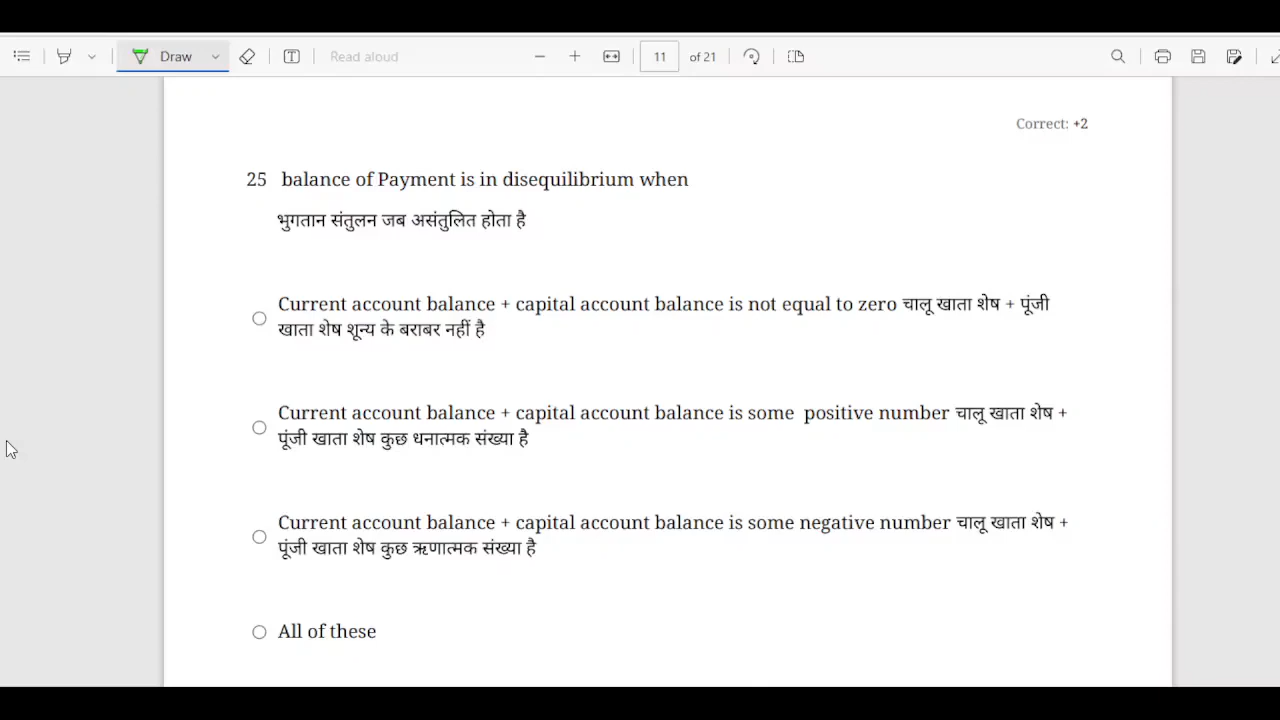 Draw
Read aloud
11 of 21
Correct: +2
25 balance of Payment is in disequilibrium when
भुगतान संतुलन जब असंतुलित होता है
Current account balance + capital account balance is not equal to zero चालू खाता शेष + पूंजी
खाता शेष शून्य के बराबर नहीं है
Current account balance + capital account balance is some positive number चालू खाता शेष +
पूंजी खाता शेष कुछ धनात्मक संख्या है
Current account balance + capital account balance is some negative number चालू खाता शेष +
पूंजी खाता शेष कुछ ऋणात्मक संख्या है
All of these